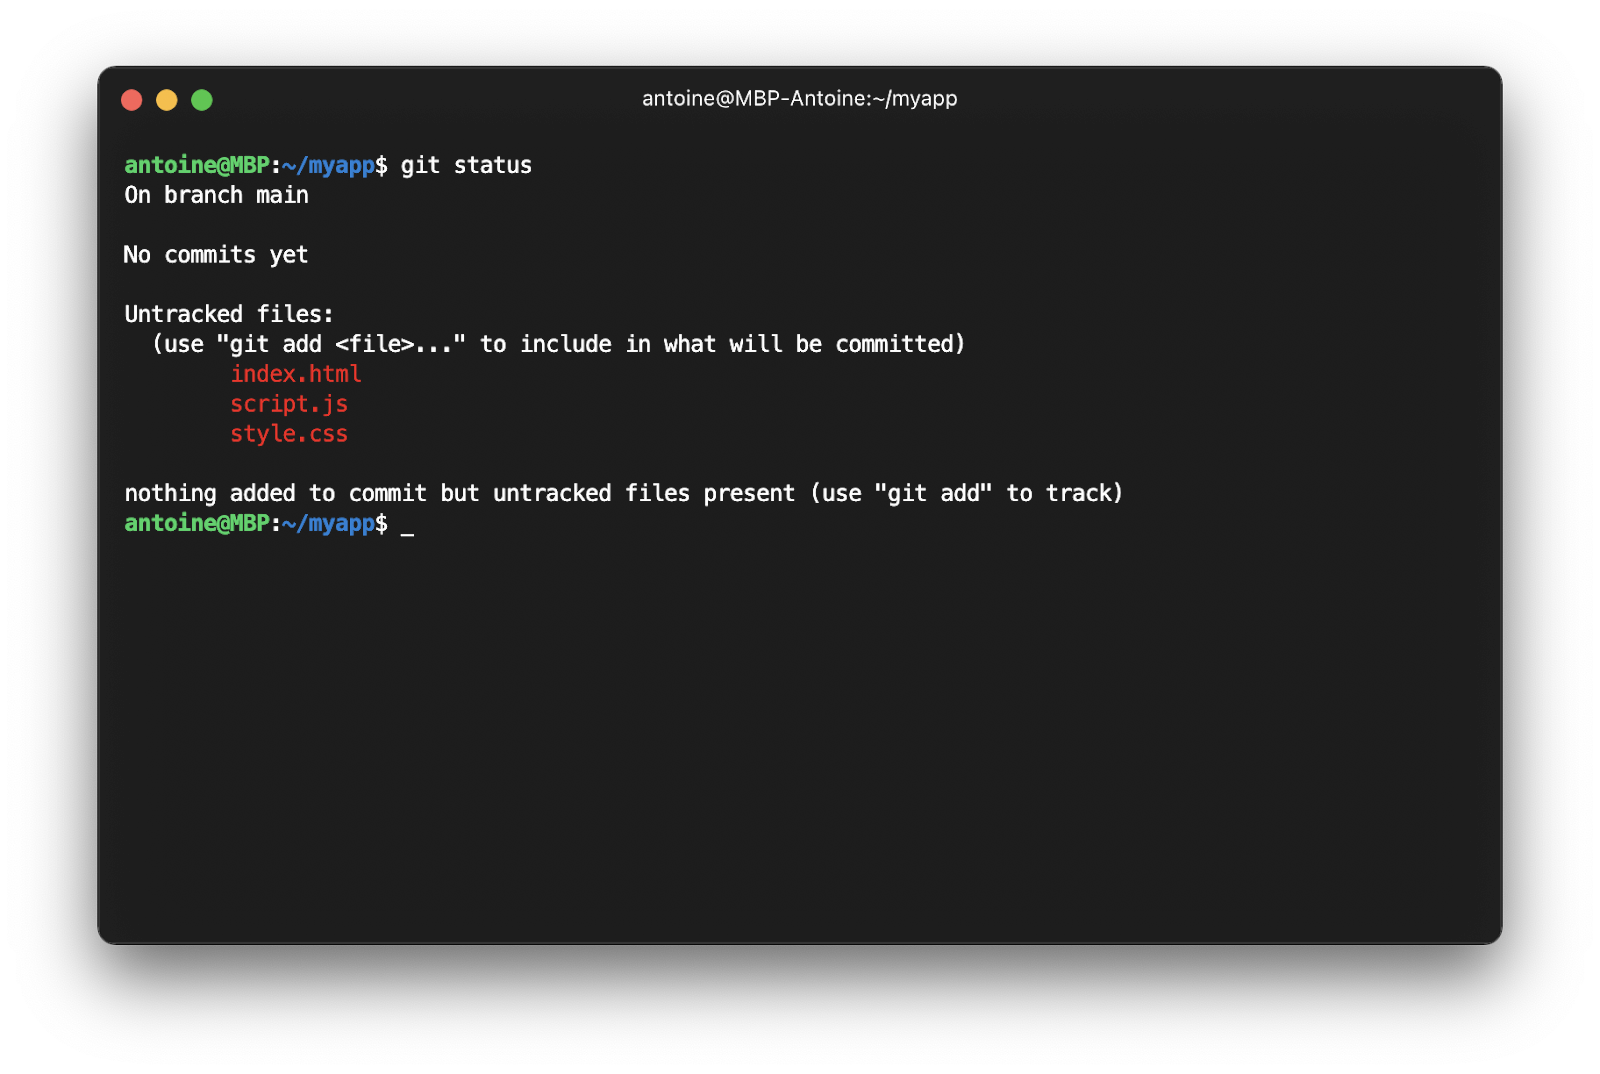 antoine@MBP-Antoine:~/myapp
antoine@MBP:~/myapp$ git status
On branch main
No commits yet
Untracked files:
(use "git add <file>..." to include in what will be committed)
index.html
script.js
style.css
nothing added to commit but untracked files present (use "git add" to track)
antoine@MBP:~/myapp$ _